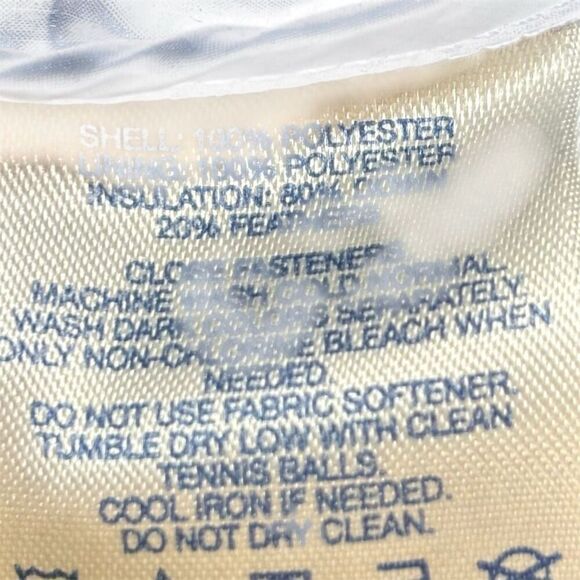 SHELL: 100% POLYESTER
LINING: 100% POLYESTER
INSULATION: 80% DOWN
20% FEATHERS
CLOSE FASTENERS
MACHINE WASH COLD, NORMAL.
WASH DARK COLORS SEPARATELY.
ONLY NON-CHLORINE BLEACH WHEN
NEEDED.
DO NOT USE FABRIC SOFTENER.
TUMBLE DRY LOW WITH CLEAN
TENNIS BALLS.
COOL IRON IF NEEDED.
DO NOT DRY CLEAN.